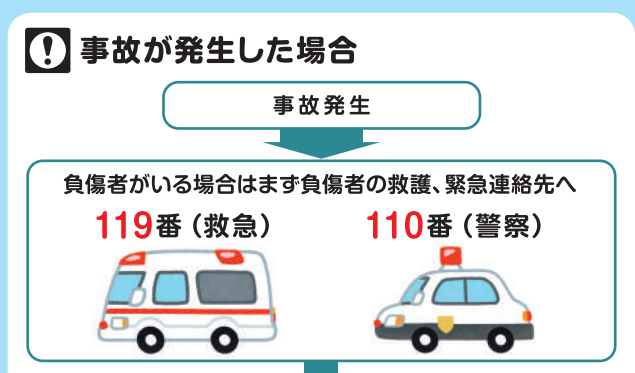 事故が発生した場合
事故発生
負傷者がいる場合はまず負傷者の救護、緊急連絡先へ
119番（救急） 110番（警察）